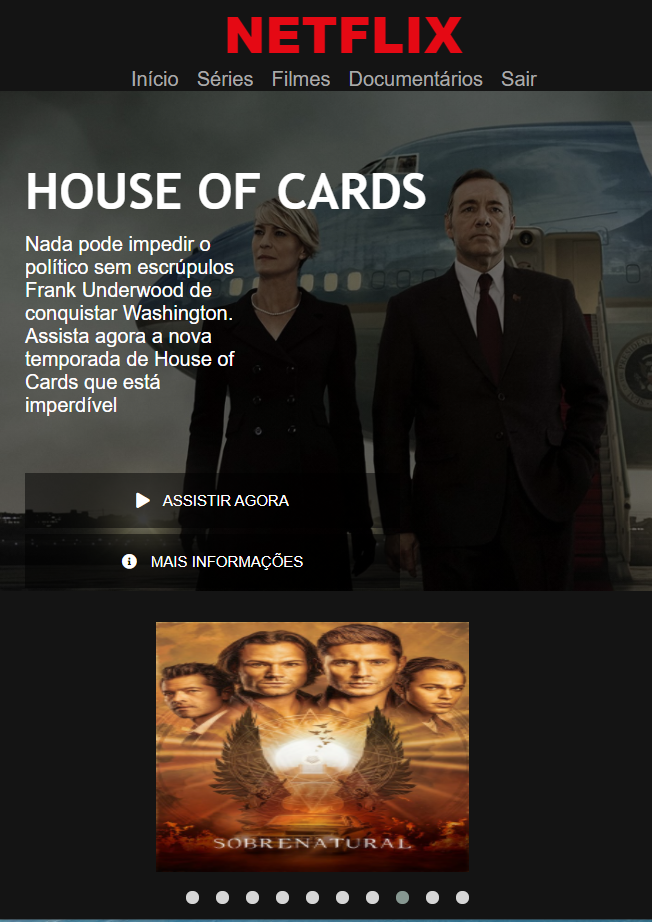 NETFLIX
Início Séries Filmes Documentários Sair
HOUSE OF CARDS
Nada pode impedir o
político sem escrúpulos
Frank Underwood de
conquistar Washington.
Assista agora a nova
temporada de House of
Cards que está
imperdível
ASSISTIR AGORA
MAIS INFORMAÇÕES
SOBRENATURAL